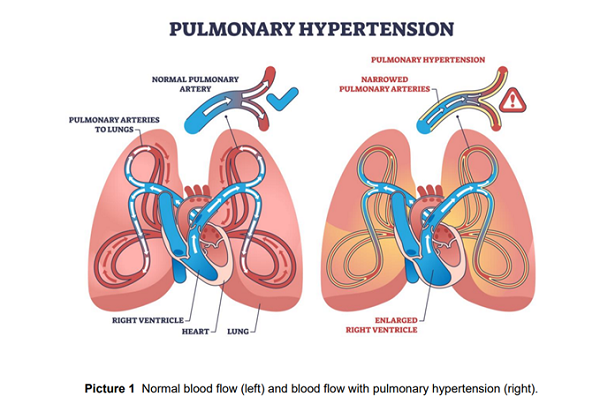 PULMONARY HYPERTENSION
NORMAL PULMONARY
ARTERY
PULMONARY ARTERIES
TO LUNGS
RIGHT VENTRICLE
HEART
LUNG
PULMONARY HYPERTENSION
NARROWED
PULMONARY ARTERIES
ENLARGED
RIGHT VENTRICLE
Picture 1 Normal blood flow (left) and blood flow with pulmonary hypertension (right).